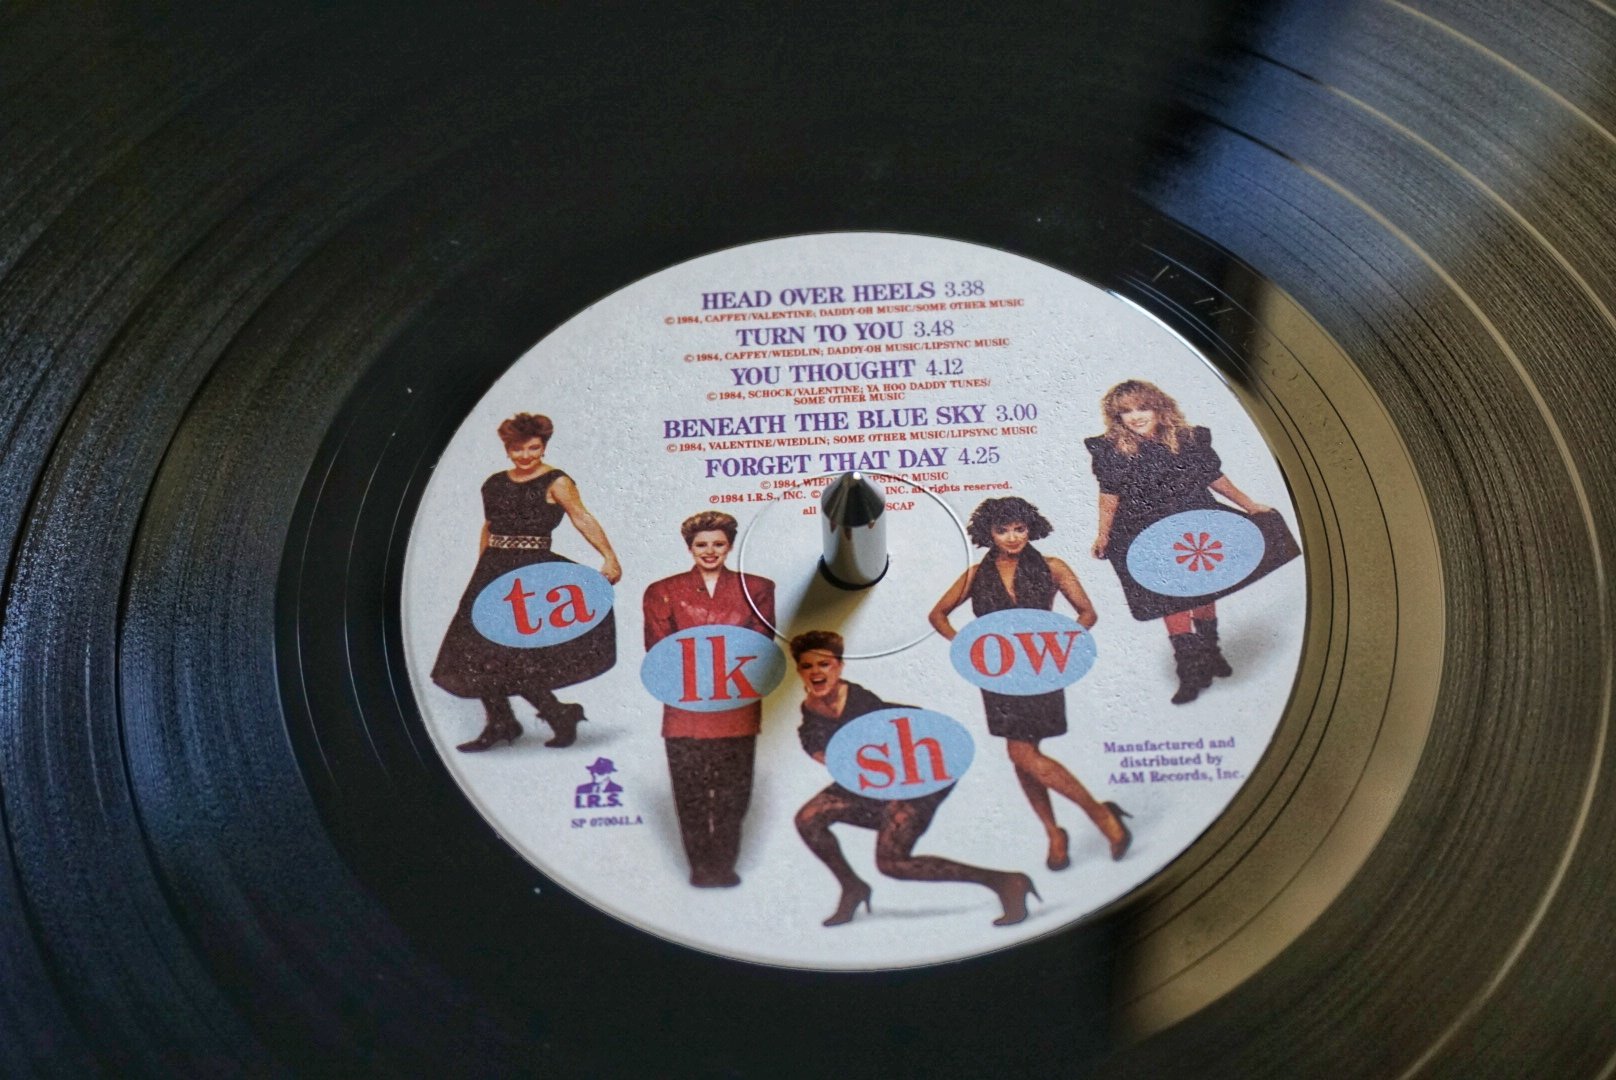 HEAD OVER HEELS 3.38
© 1984, CAFFEY/VALENTINE; DADDY-OH MUSIC/SOME OTHER MUSIC
TURN TO YOU 3.48
© 1984, CAFFEY/WIEDLIN; DADDY-OH MUSIC/LIPSYNC MUSIC
YOU THOUGHT 4.12
© 1984, SCHOCK/VALENTINE; YA HOO DADDY TUNES/
SOME OTHER MUSIC
BENEATH THE BLUE SKY 3.00
© 1984, VALENTINE/WIEDLIN; SOME OTHER MUSIC/LIPSYNC MUSIC
FORGET THAT DAY 4.25
© 1984, MUSIC
℗1984 I.R.S., INC. © INC. all rights reserved.
all SCAP
ta
lk
sh
ow
*
I.R.S.
SP 070041.A
Manufactured and
distributed by
A&M Records, Inc.